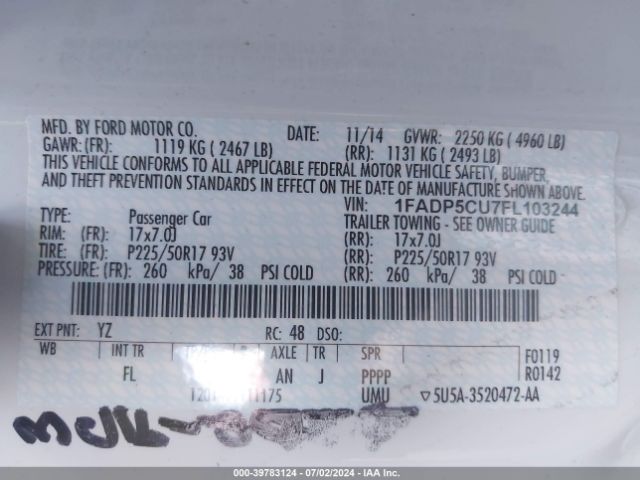 MFD. BY FORD MOTOR CO. DATE: 11/14 GVWR: 2250 KG ( 4960 LB)
GAWR: (FR): 1119 KG ( 2467 LB) (RR): 1131 KG ( 2493 LB)
THIS VEHICLE CONFORMS TO ALL APPLICABLE FEDERAL MOTOR VEHICLE SAFETY, BUMPER,
AND THEFT PREVENTION STANDARDS IN EFFECT ON THE DATE OF MANUFACTURE SHOWN ABOVE.
VIN: 1FADP5CU7FL103244
TYPE: Passenger Car TRAILER TOWING - SEE OWNER GUIDE
RIM: (FR): 17x7.0J (RR): 17x7.0J
TIRE: (FR): P225/50R17 93V (RR): P225/50R17 93V
PRESSURE: (FR): 260 kPa/ 38 PSI COLD (RR): 260 kPa/ 38 PSI COLD
EXT PNT: YZ RC: 48 DSO:
WB INT TR AXLE TR SPR F0119
FL AN J PPPP R0142
UMU ▽5U5A-3520472-AA
000-39783124 - 07/02/2024 - IAA Inc.